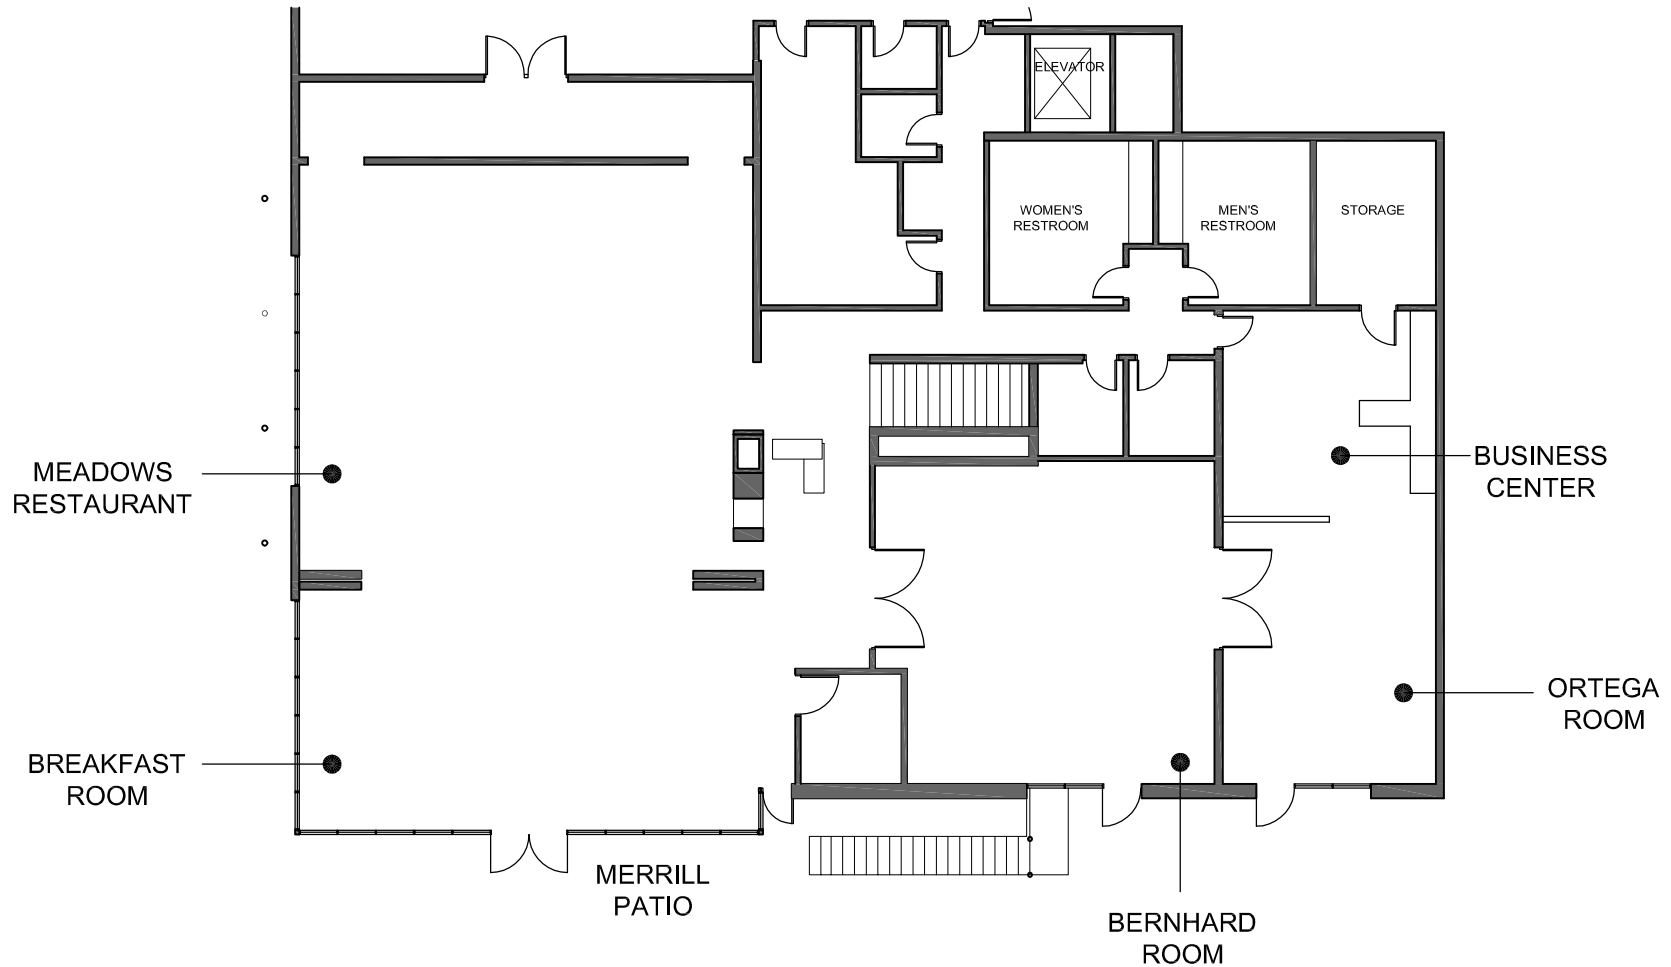 ELEVATOR
WOMEN'S
RESTROOM
MEN'S
RESTROOM
STORAGE
MEADOWS
RESTAURANT
BUSINESS
CENTER
ORTEGA
ROOM
BREAKFAST
ROOM
MERRILL
PATIO
BERNHARD
ROOM